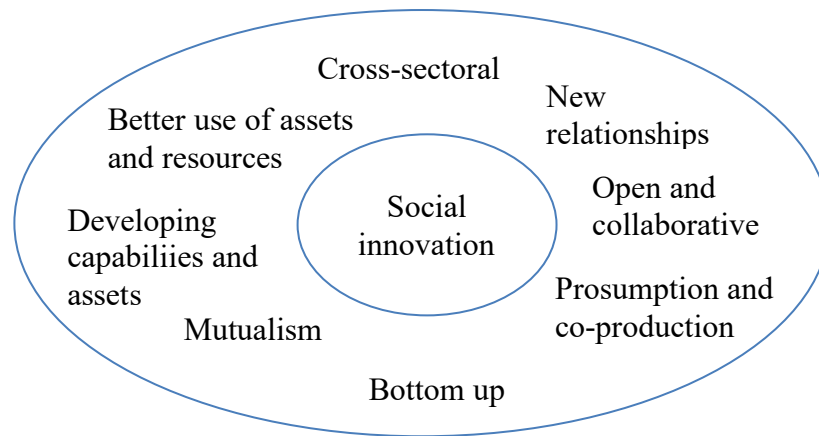 Cross-sectoral
New
relationships
Better use of assets
and resources
Open and
collaborative
Social
innovation
Developing
capabiliies and
assets
Prosumption and
co-production
Mutualism
Bottom up